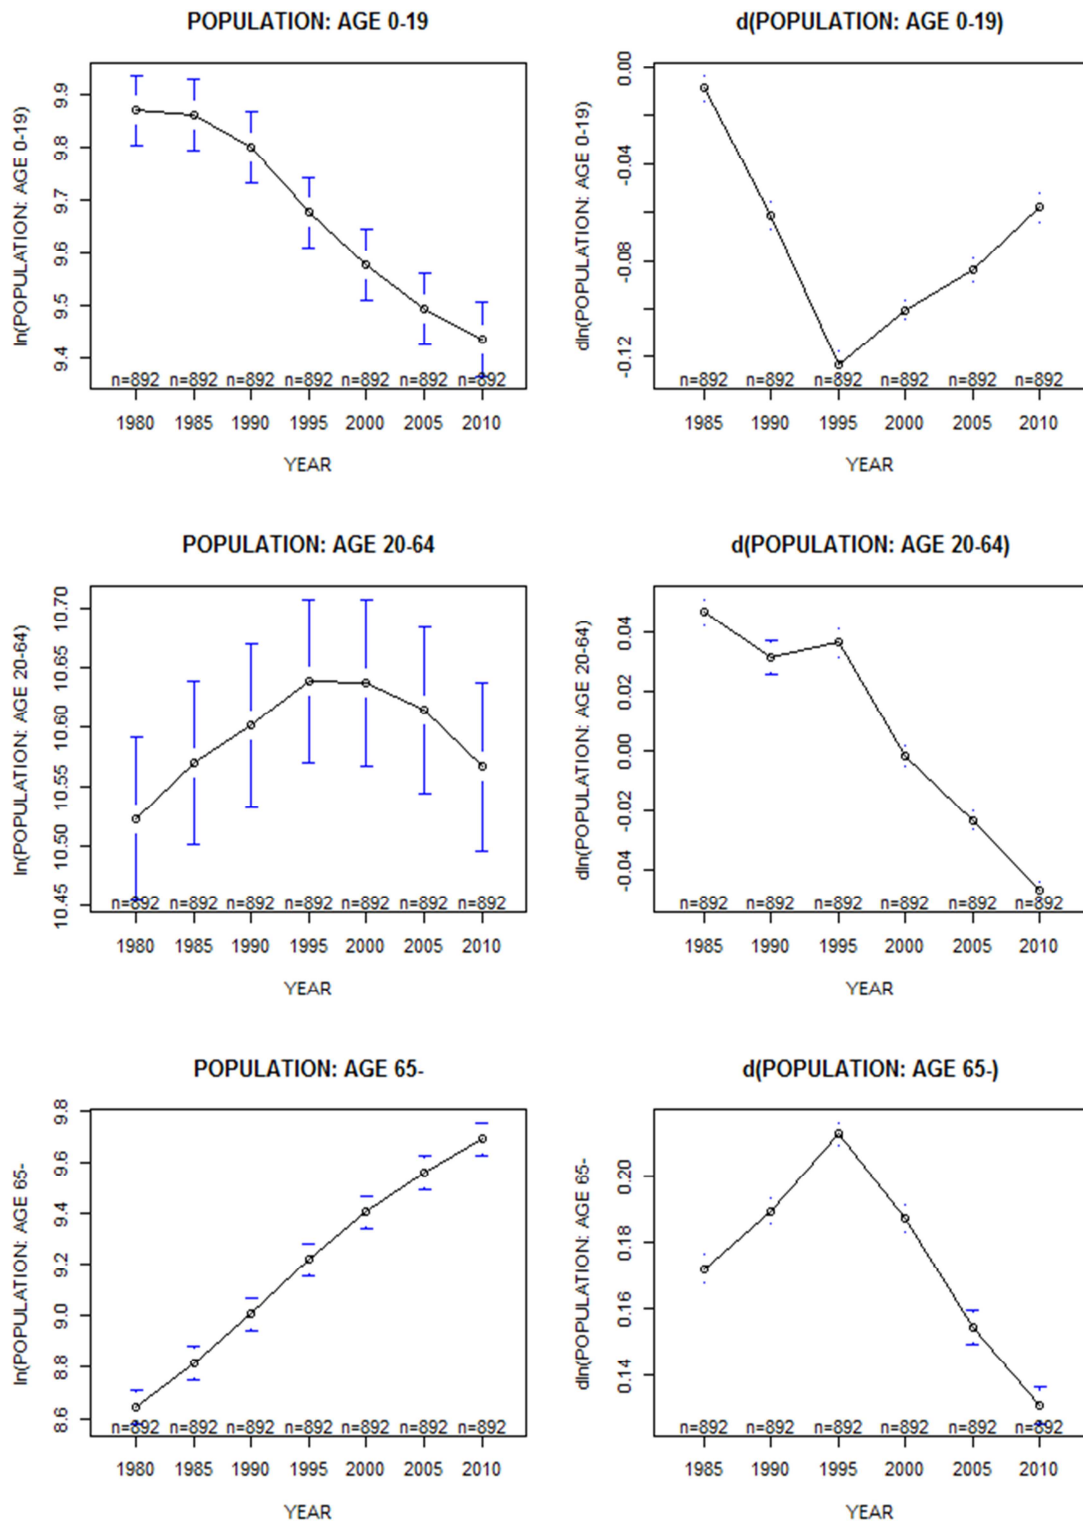 POPULATION: AGE 0-19
ln(POPULATION: AGE 0-19)
9.9
9.8
9.7
9.6
9.5
9.4
n=892 n=892 n=892 n=892 n=892 n=892 n=892
1980 1985 1990 1995 2000 2005 2010
YEAR
d(POPULATION: AGE 0-19)
dln(POPULATION: AGE 0-19)
0.00
-0.04
-0.08
-0.12
n=892 n=892 n=892 n=892 n=892 n=892
1985 1990 1995 2000 2005 2010
YEAR
POPULATION: AGE 20-64
ln(POPULATION: AGE 20-64)
10.70
10.65
10.60
10.55
10.50
10.45
n=892 n=892 n=892 n=892 n=892 n=892 n=892
1980 1985 1990 1995 2000 2005 2010
YEAR
d(POPULATION: AGE 20-64)
dln(POPULATION: AGE 20-64)
0.04
0.02
0.00
-0.02
-0.04
n=892 n=892 n=892 n=892 n=892 n=892
1985 1990 1995 2000 2005 2010
YEAR
POPULATION: AGE 65-
ln(POPULATION: AGE 65-
9.8
9.6
9.4
9.2
9.0
8.8
8.6
n=892 n=892 n=892 n=892 n=892 n=892 n=892
1980 1985 1990 1995 2000 2005 2010
YEAR
d(POPULATION: AGE 65-)
dln(POPULATION: AGE 65-
0.20
0.18
0.16
0.14
n=892 n=892 n=892 n=892 n=892 n=892
1985 1990 1995 2000 2005 2010
YEAR